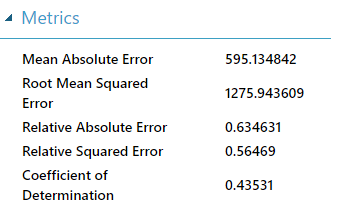 Metrics
Mean Absolute Error 595.134842
Root Mean Squared
Error 1275.943609
Relative Absolute Error 0.634631
Relative Squared Error 0.56469
Coefficient of
Determination 0.43531